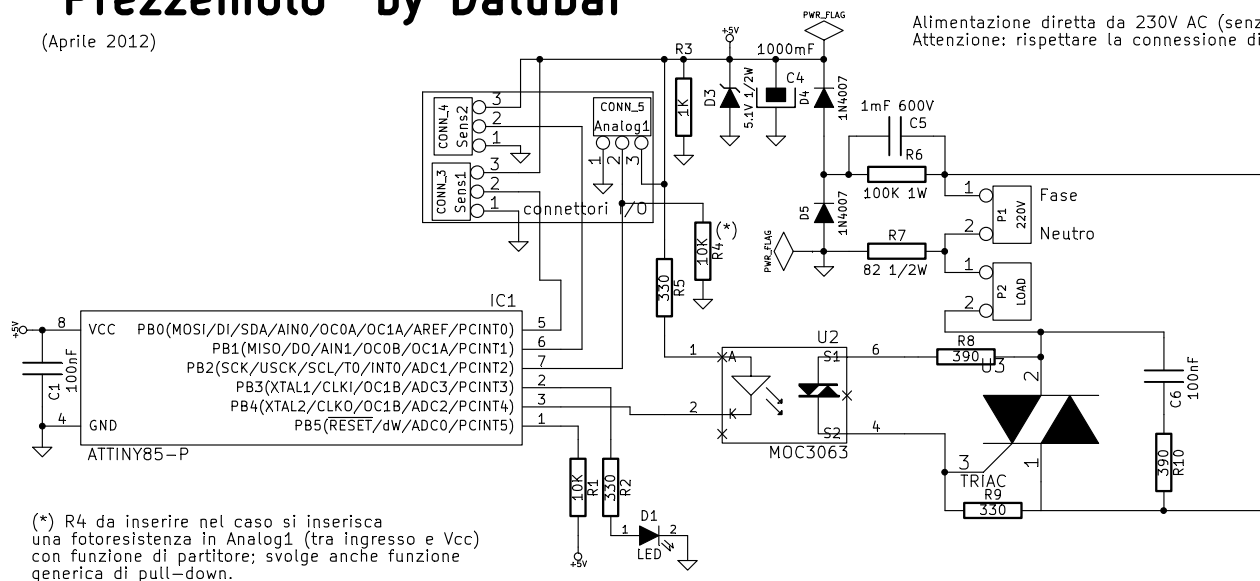 "Prezzemolo" by Dalubar
(Aprile 2012)
PWR_FLAG
Alimentazione diretta da 230V AC
Attenzione: rispettare la connessione
+5V
R3
1K
D3
5.1V 1/2W
1000mF
C4
D4
1N4007
1mF 600V
C5
R6
100K 1W
CONN_4
Sens2
3
2
1
CONN_3
Sens1
3
2
1
CONN_5
Analog1
1
2
3
connettori I/O
(*)
10K
R4
330
R5
D5
1N4007
PWR_FLAG
R7
82 1/2W
1
2
P1
220V
Fase
Neutro
1
2
P2
LOAD
IC1
+5V
8
VCC
4
GND
C1
100nF
PB0(MOSI/DI/SDA/AIN0/OC0A/OC1A/AREF/PCINT0)
5
PB1(MISO/DO/AIN1/OC0B/OC1A/PCINT1)
6
PB2(SCK/USCK/SCL/T0/INT0/ADC1/PCINT2)
7
PB3(XTAL1/CLKI/OC1B/ADC3/PCINT3)
2
PB4(XTAL2/CLKO/OC1B/ADC2/PCINT4)
3
PB5(RESET/dW/ADC0/PCINT5)
1
ATTINY85-P
U2
1
A
2
K
S1
6
S2
4
MOC3063
R8
390
U3
2
3
1
TRIAC
R9
330
C6
100nF
390
R10
10K
R1
330
R2
+5V
D1
1
2
LED
(*) R4 da inserire nel caso si inserisca
una fotoresistenza in Analog1 (tra ingresso e Vcc)
con funzione di partitore; svolge anche funzione
generica di pull-down.